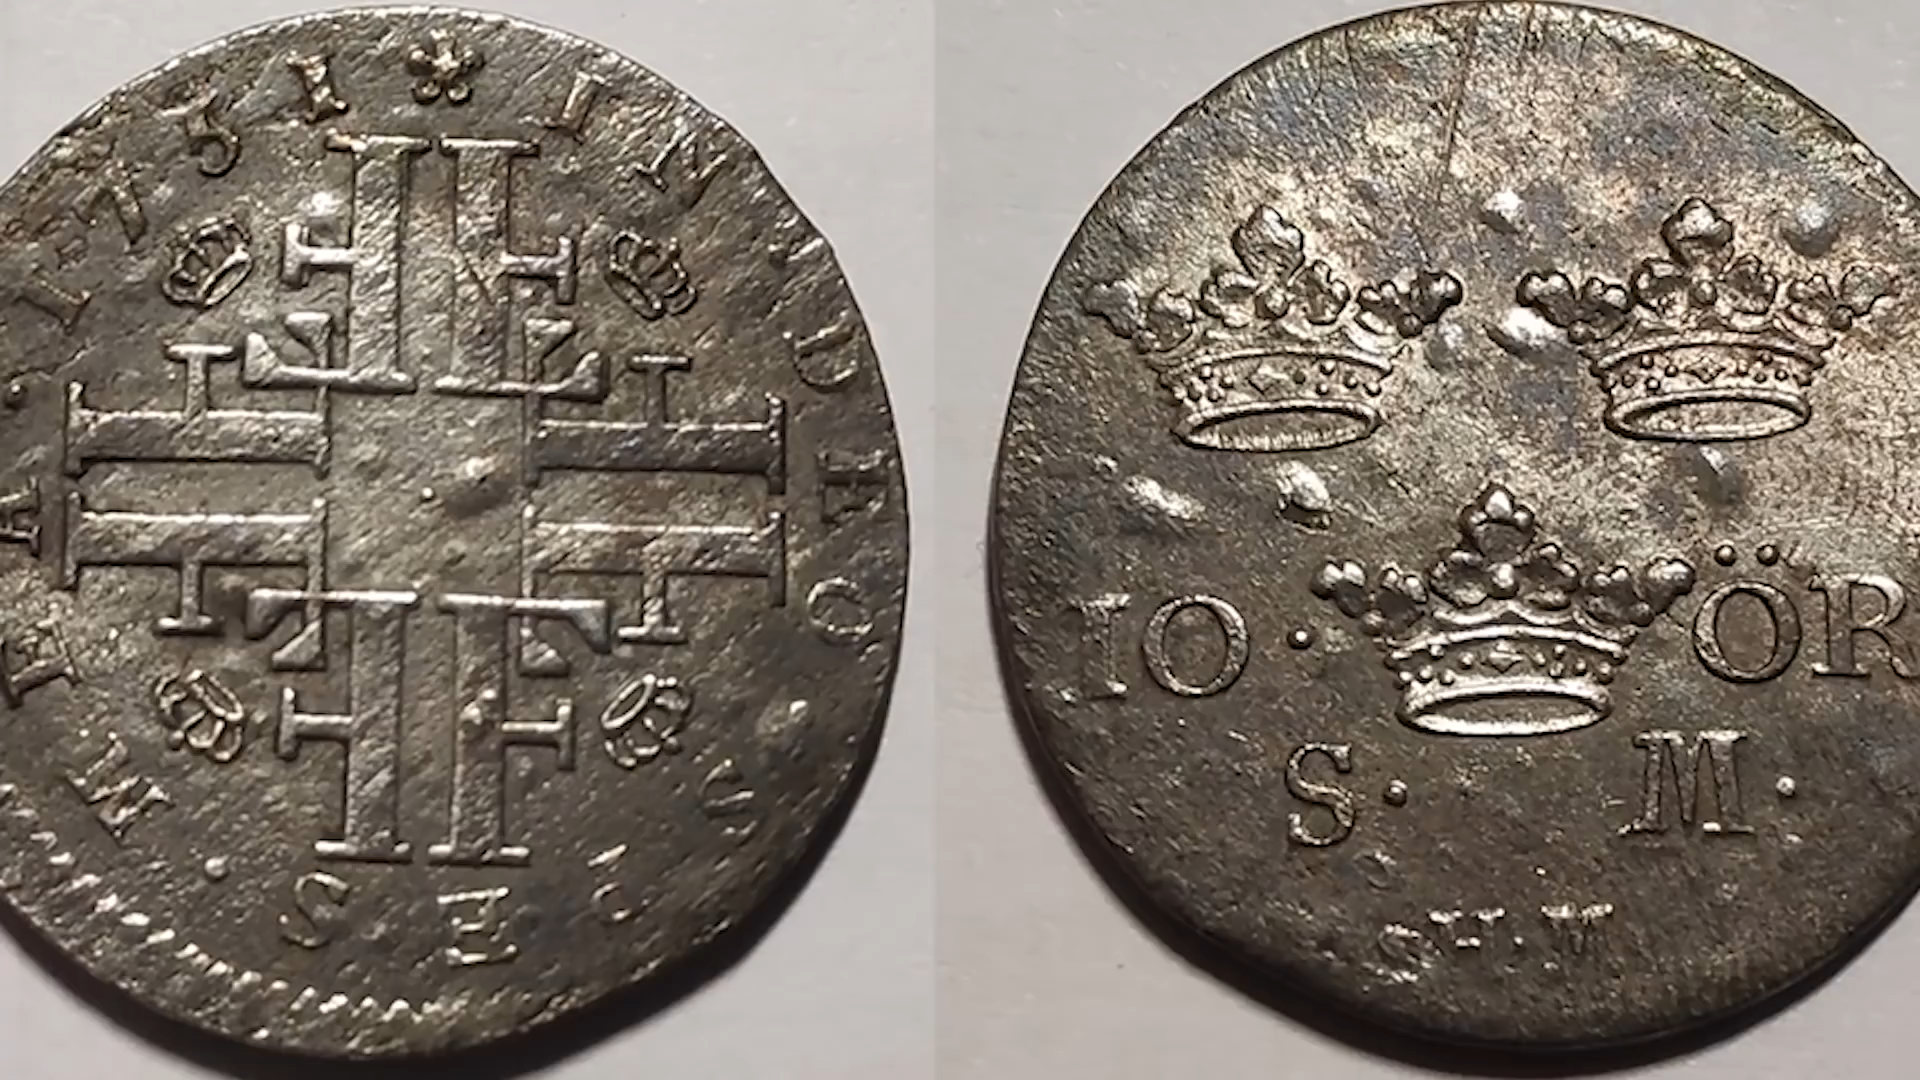 IN · DEO · SPES · MEA · 1751
10 · ÖR
S · M ·
H · M